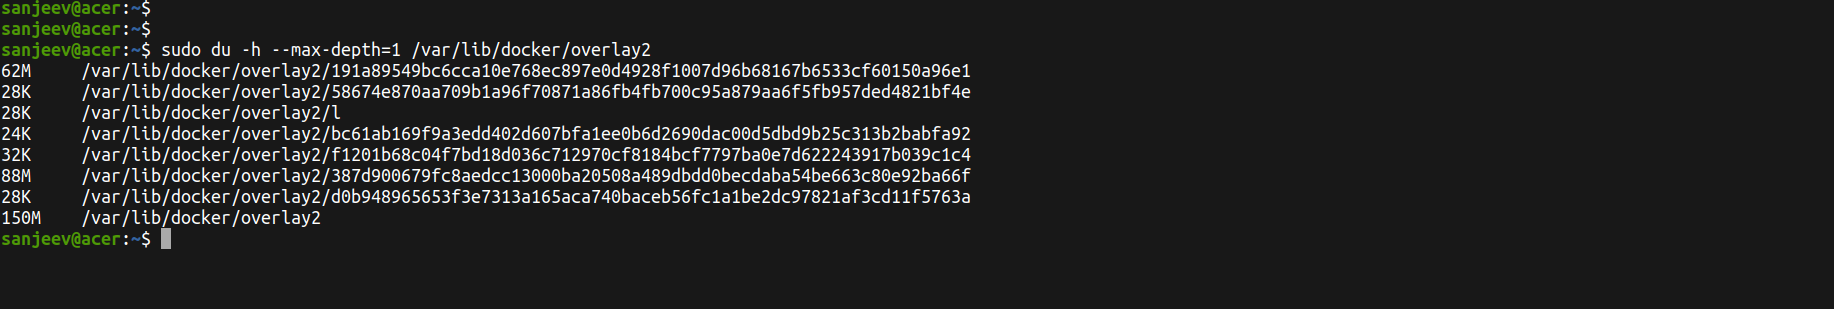 sanjeev@acer:~$
sanjeev@acer:~$
sanjeev@acer:~$ sudo du -h --max-depth=1 /var/lib/docker/overlay2
62M     /var/lib/docker/overlay2/191a89549bc6cca10e768ec897e0d4928f1007d96b68167b6533cf60150a96e1
28K     /var/lib/docker/overlay2/58674e870aa709b1a96f70871a86fb4fb700c95a879aa6f5fb957ded4821bf4e
28K     /var/lib/docker/overlay2/l
24K     /var/lib/docker/overlay2/bc61ab169f9a3edd402d607bfa1ee0b6d2690dac00d5dbd9b25c313b2babfa92
32K     /var/lib/docker/overlay2/f1201b68c04f7bd18d036c712970cf8184bcf7797ba0e7d622243917b039c1c4
88M     /var/lib/docker/overlay2/387d900679fc8aedcc13000ba20508a489dbdd0becdaba54be663c80e92ba66f
28K     /var/lib/docker/overlay2/d0b948965653f3e7313a165aca740baceb56fc1a1be2dc97821af3cd11f5763a
150M    /var/lib/docker/overlay2
sanjeev@acer:~$